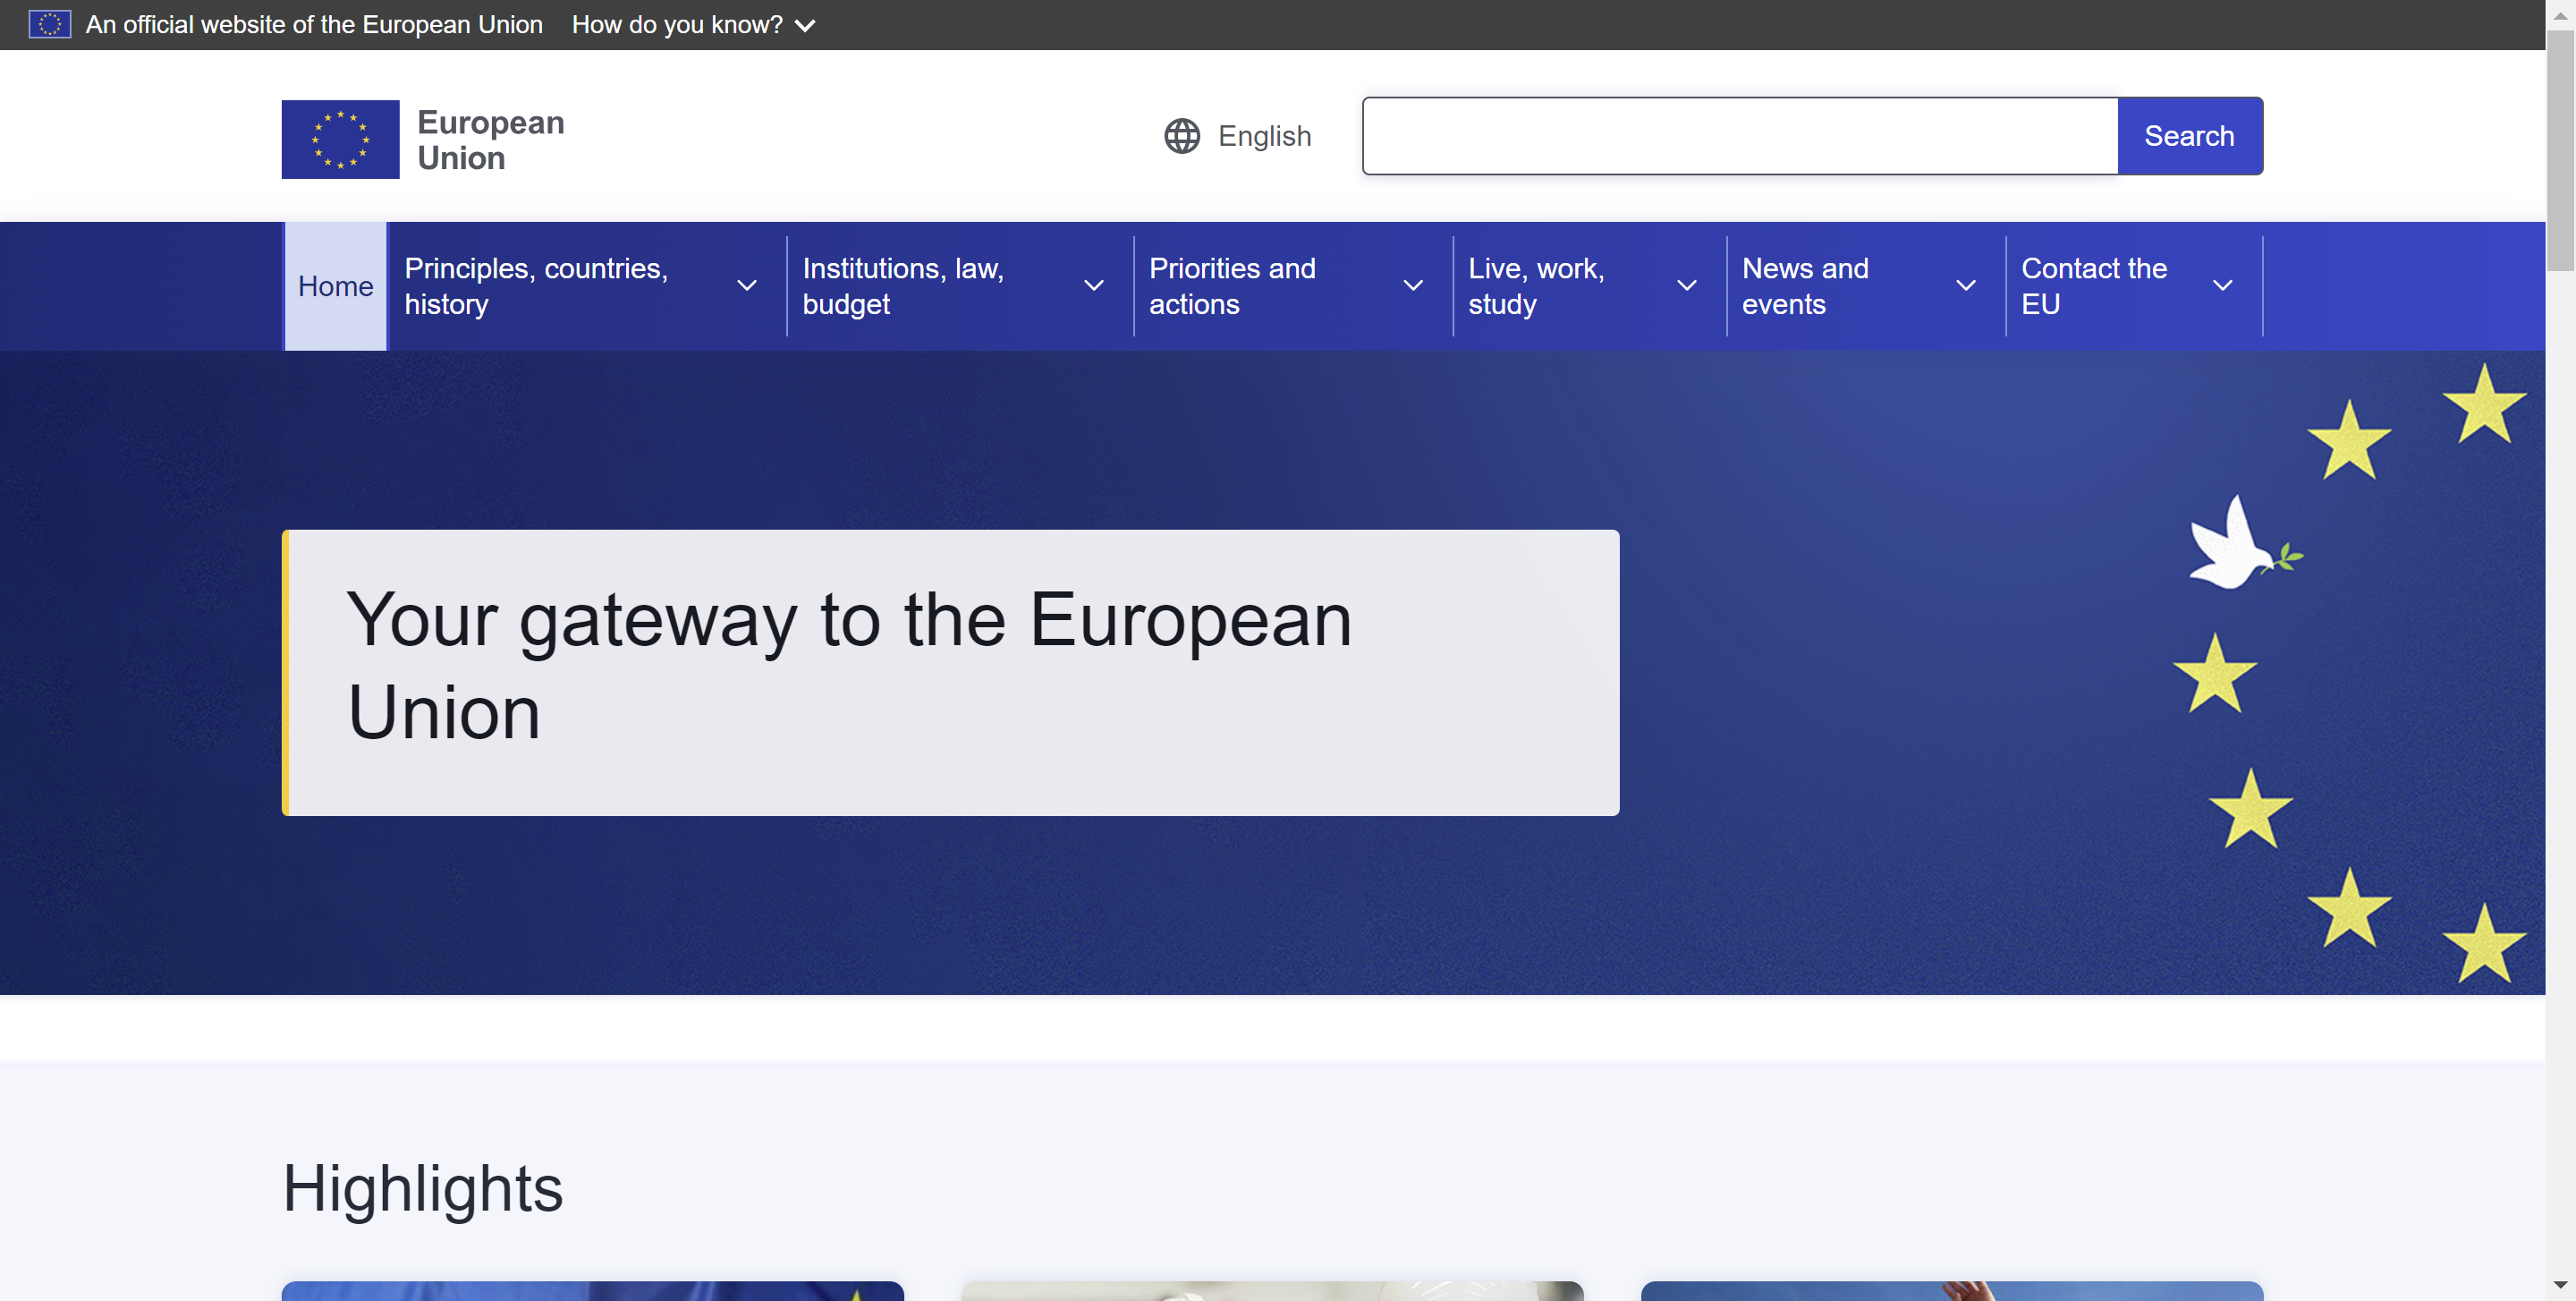 An official website of the European Union How do you know?
European
Union
English
Search
Home
Principles, countries,
history
Institutions, law,
budget
Priorities and
actions
Live, work,
study
News and
events
Contact the
EU
Your gateway to the European
Union
Highlights